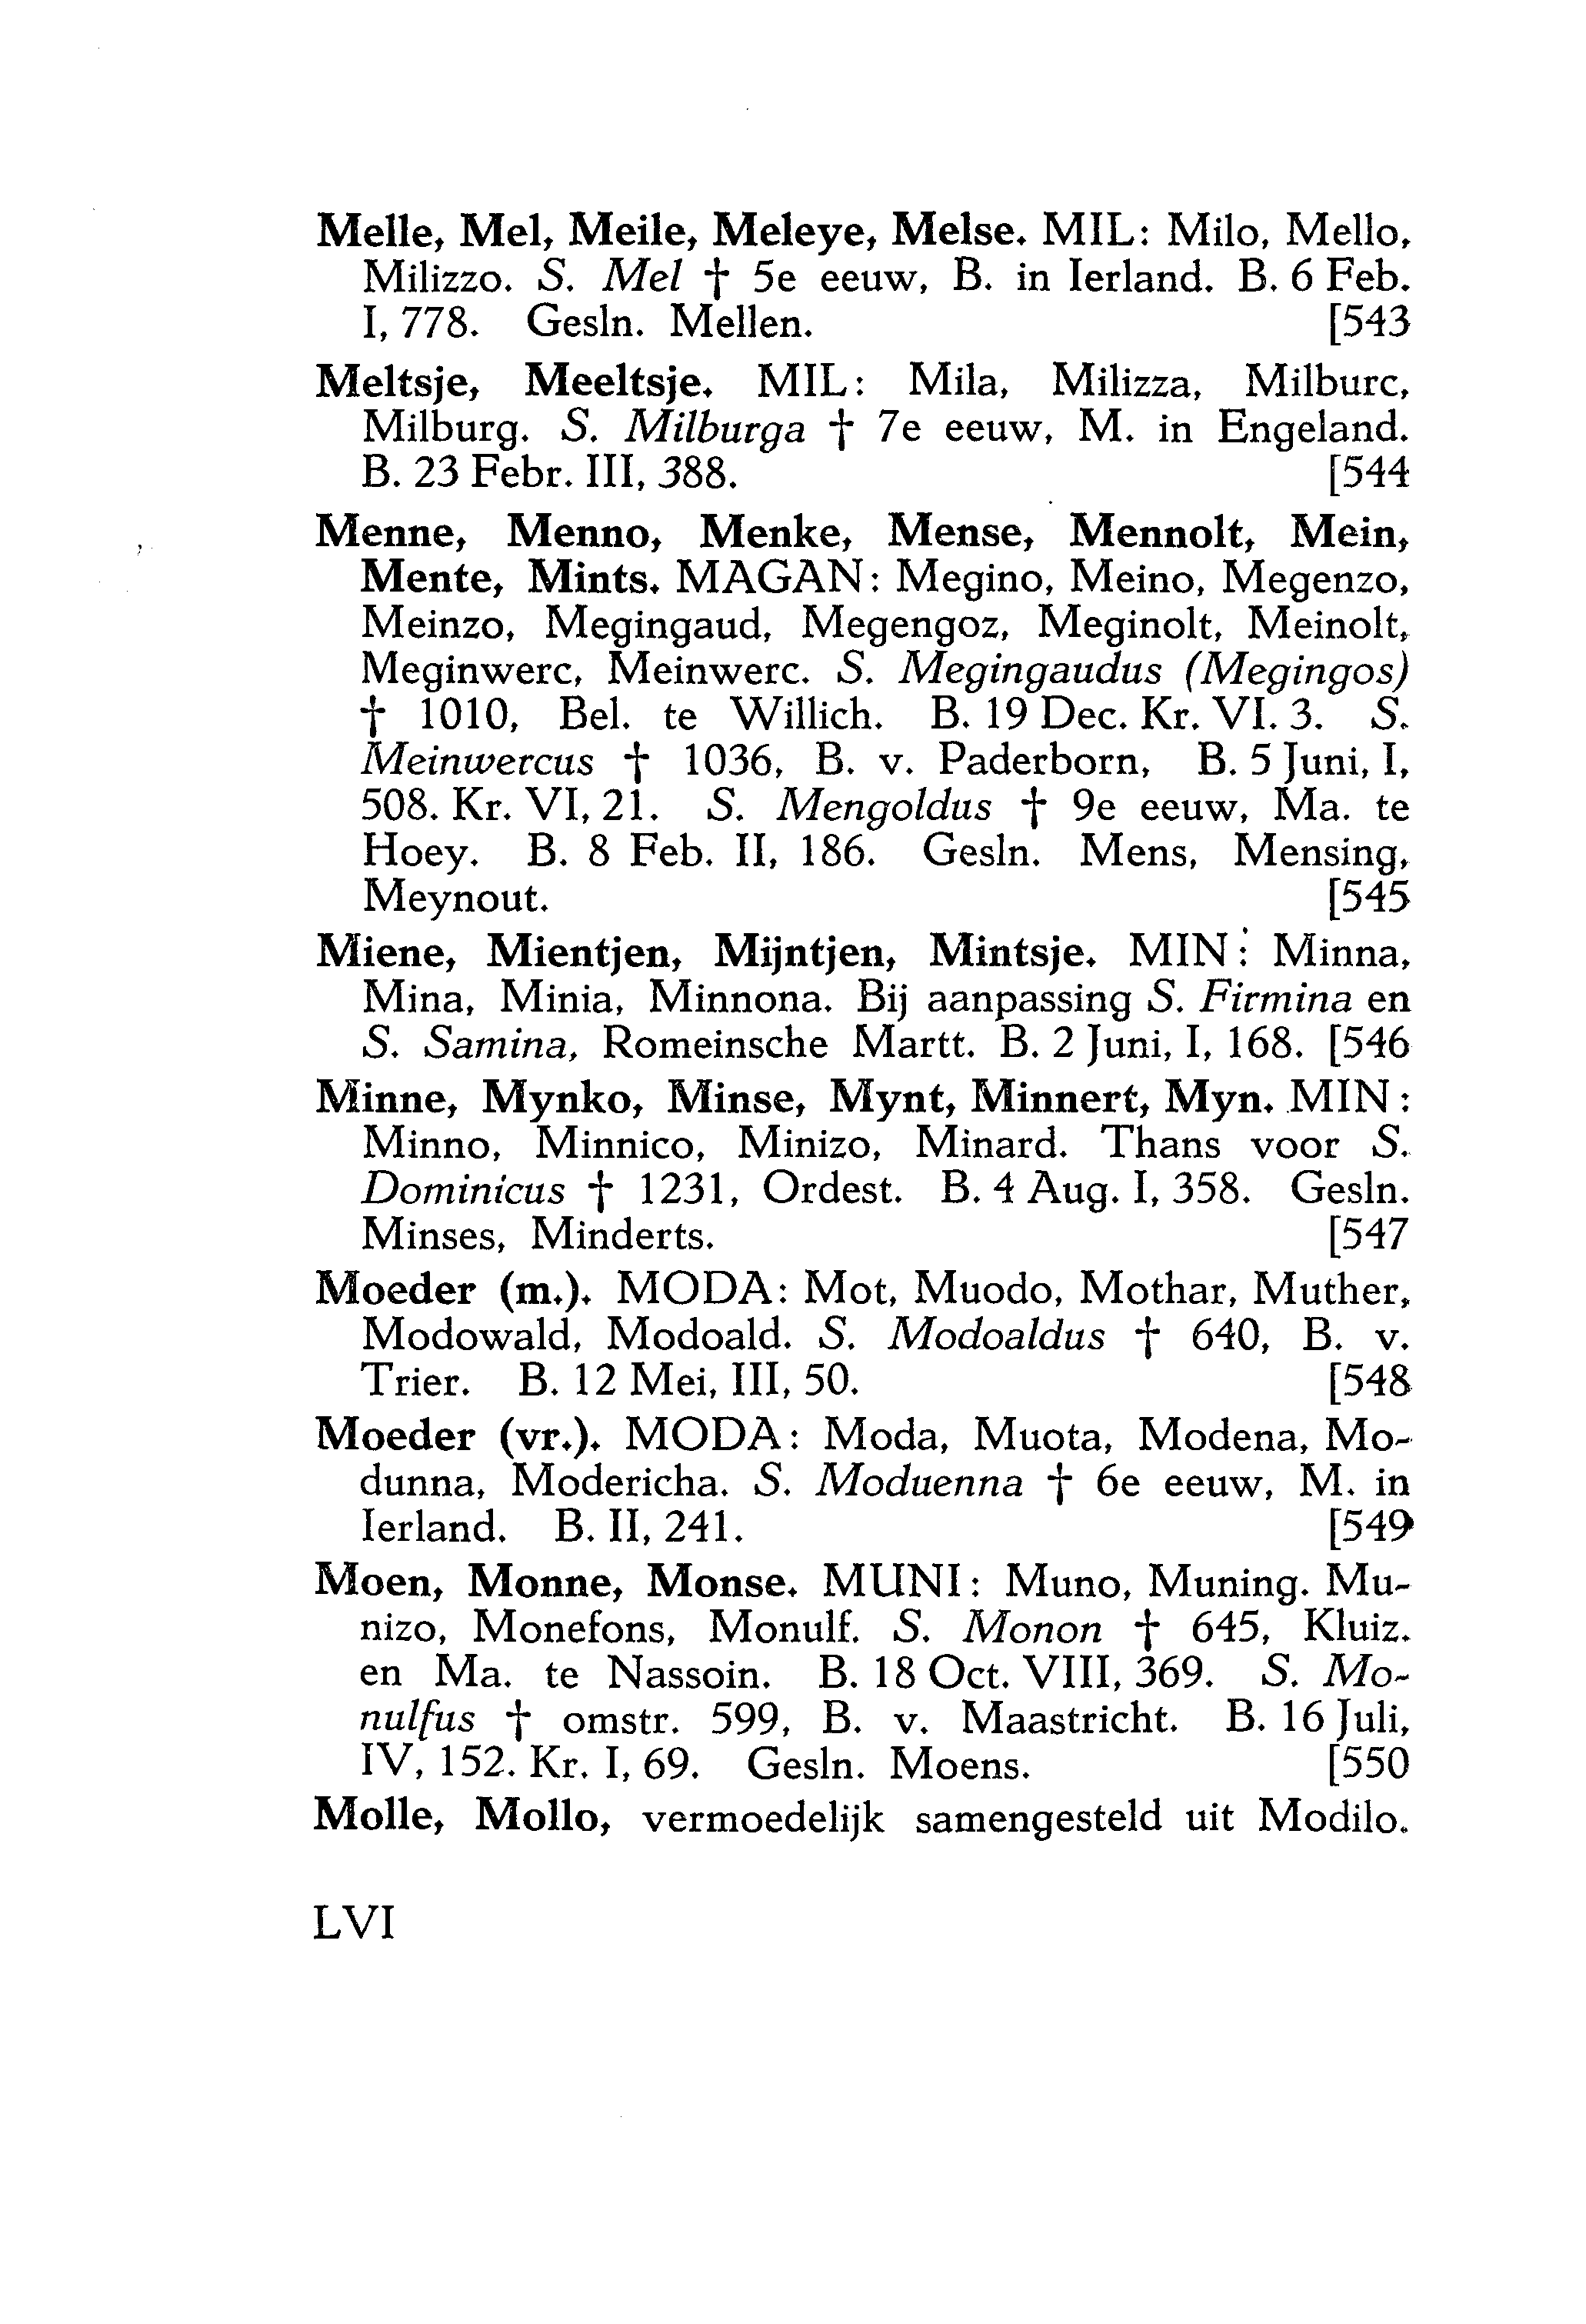 Melle, Mel, Meile, Meleye, Melse. MIL: Milo, Mello,
Milizzo. S. Mel † 5e eeuw, B. in Ierland. B. 6 Feb.
I, 778. Gesln. Mellen. [543
Meltsje, Meeltsje. MIL: Mila, Milizza, Milburc,
Milburg. S. Milburga † 7e eeuw, M. in Engeland.
B. 23 Febr. III, 388. [544
Menne, Menno, Menke, Mense, Mennolt, Mein,
Mente, Mints. MAGAN: Megino, Meino, Megenzo,
Meinzo, Megingaud, Megengoz, Meginolt, Meinolt,
Meginwerc, Meinwerc. S. Megingaudus (Megingos)
† 1010, Bel. te Willich. B. 19 Dec. Kr. VI. 3. S.
Meinwercus † 1036, B. v. Paderborn, B. 5 Juni, I,
508. Kr. VI, 21. S. Mengoldus † 9e eeuw, Ma. te
Hoey. B. 8 Feb. II, 186. Gesln. Mens, Mensing,
Meynout. [545
Miene, Mientjen, Mijntjen, Mintsje. MIN: Minna,
Mina, Minia, Minnona. Bij aanpassing S. Firmina en
S. Samina, Romeinsche Martt. B. 2 Juni, I, 168. [546
Minne, Mynko, Minse, Mynt, Minnert, Myn. MIN:
Minno, Minnico, Minizo, Minard. Thans voor S.
Dominicus † 1231, Ordest. B. 4 Aug. I, 358. Gesln.
Minses, Minderts. [547
Moeder (m.). MODA: Mot, Muodo, Mothar, Muther,
Modowald, Modoald. S. Modoaldus † 640, B. v.
Trier. B. 12 Mei, III, 50. [548
Moeder (vr.). MODA: Moda, Muota, Modena, Mo-
dunna, Modericha. S. Moduenna † 6e eeuw, M. in
Ierland. B. II, 241. [549
Moen, Monne, Monse. MUNI: Muno, Muning. Mu-
nizo, Monefons, Monulf. S. Monon † 645, Kluiz.
en Ma. te Nassoin. B. 18 Oct. VIII, 369. S. Mo-
nulfus † omstr. 599, B. v. Maastricht. B. 16 Juli,
IV, 152. Kr. I, 69. Gesln. Moens. [550
Molle, Mollo, vermoedelijk samengesteld uit Modilo.
LVI